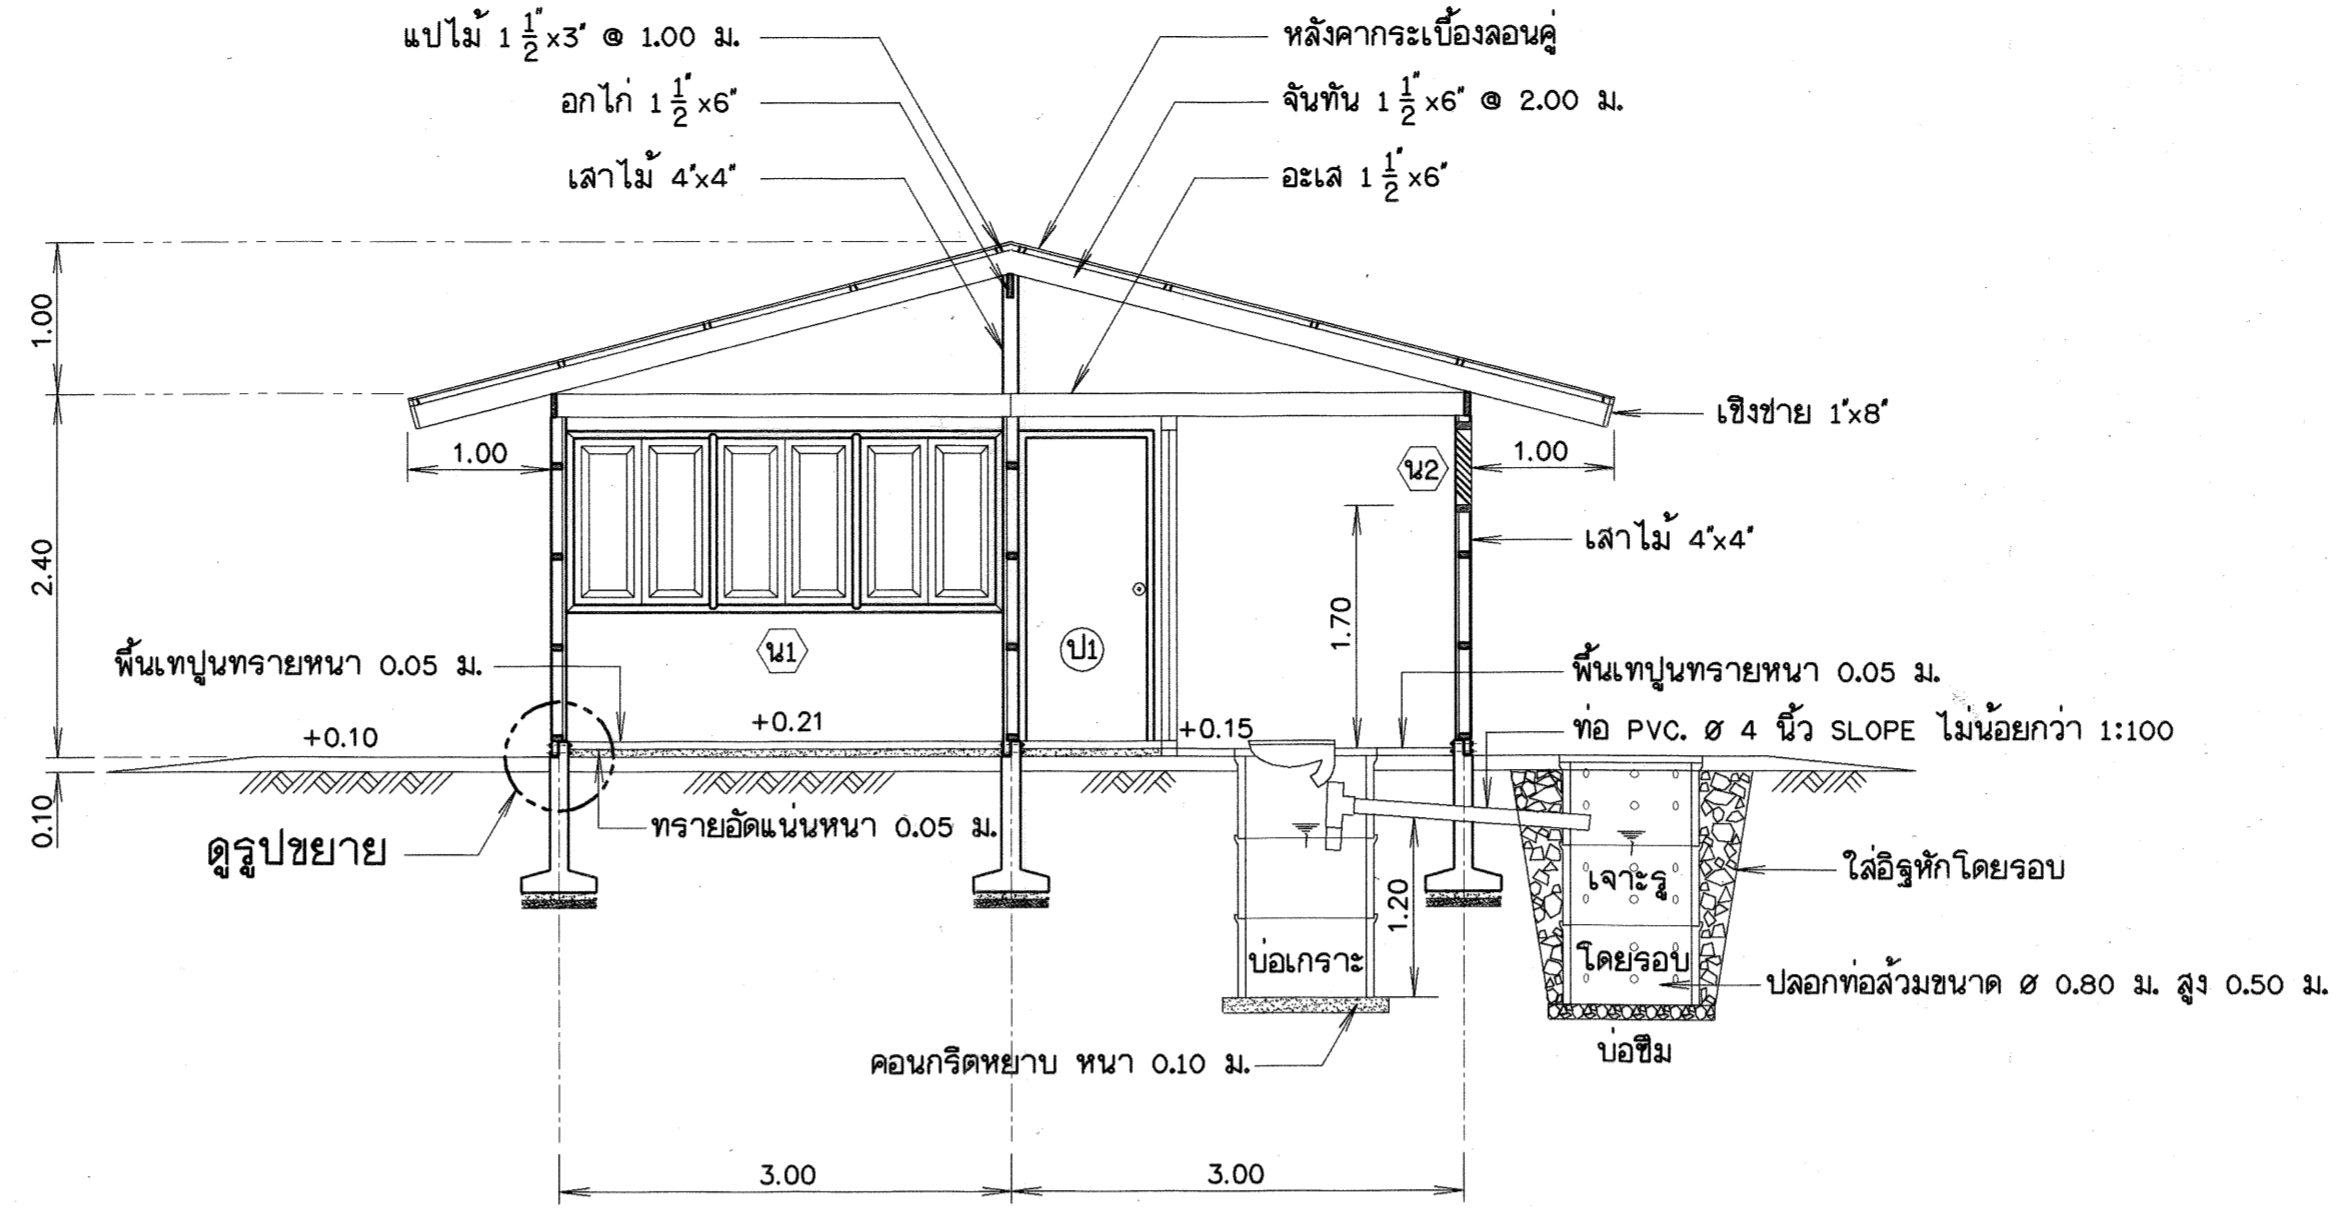 แปไม้ 1 1/2"x3" @ 1.00 ม.
หลังคากระเบื้องลอนคู่
อกไก่ 1 1/2"x6"
จันทัน 1 1/2"x6" @ 2.00 ม.
เสาไม้ 4"x4"
อะเส 1 1/2"x6"
1.00
เชิงชาย 1"x8"
1.00
น2
1.00
2.40
เสาไม้ 4"x4"
1.70
น1
ป1
พื้นเทปูนทรายหนา 0.05 ม.
พื้นเทปูนทรายหนา 0.05 ม.
+0.10
+0.21
+0.15
ท่อ PVC. Ø 4 นิ้ว SLOPE ไม่น้อยกว่า 1:100
0.10
ทรายอัดแน่นหนา 0.05 ม.
ดูรูปขยาย
1.20
เจาะรู
โดยรอบ
ใส่อิฐหักโดยรอบ
บ่อเกราะ
ปลอกท่อส้วมขนาด Ø 0.80 ม. สูง 0.50 ม.
คอนกรีตหยาบ หนา 0.10 ม.
บ่อซึม
3.00
3.00